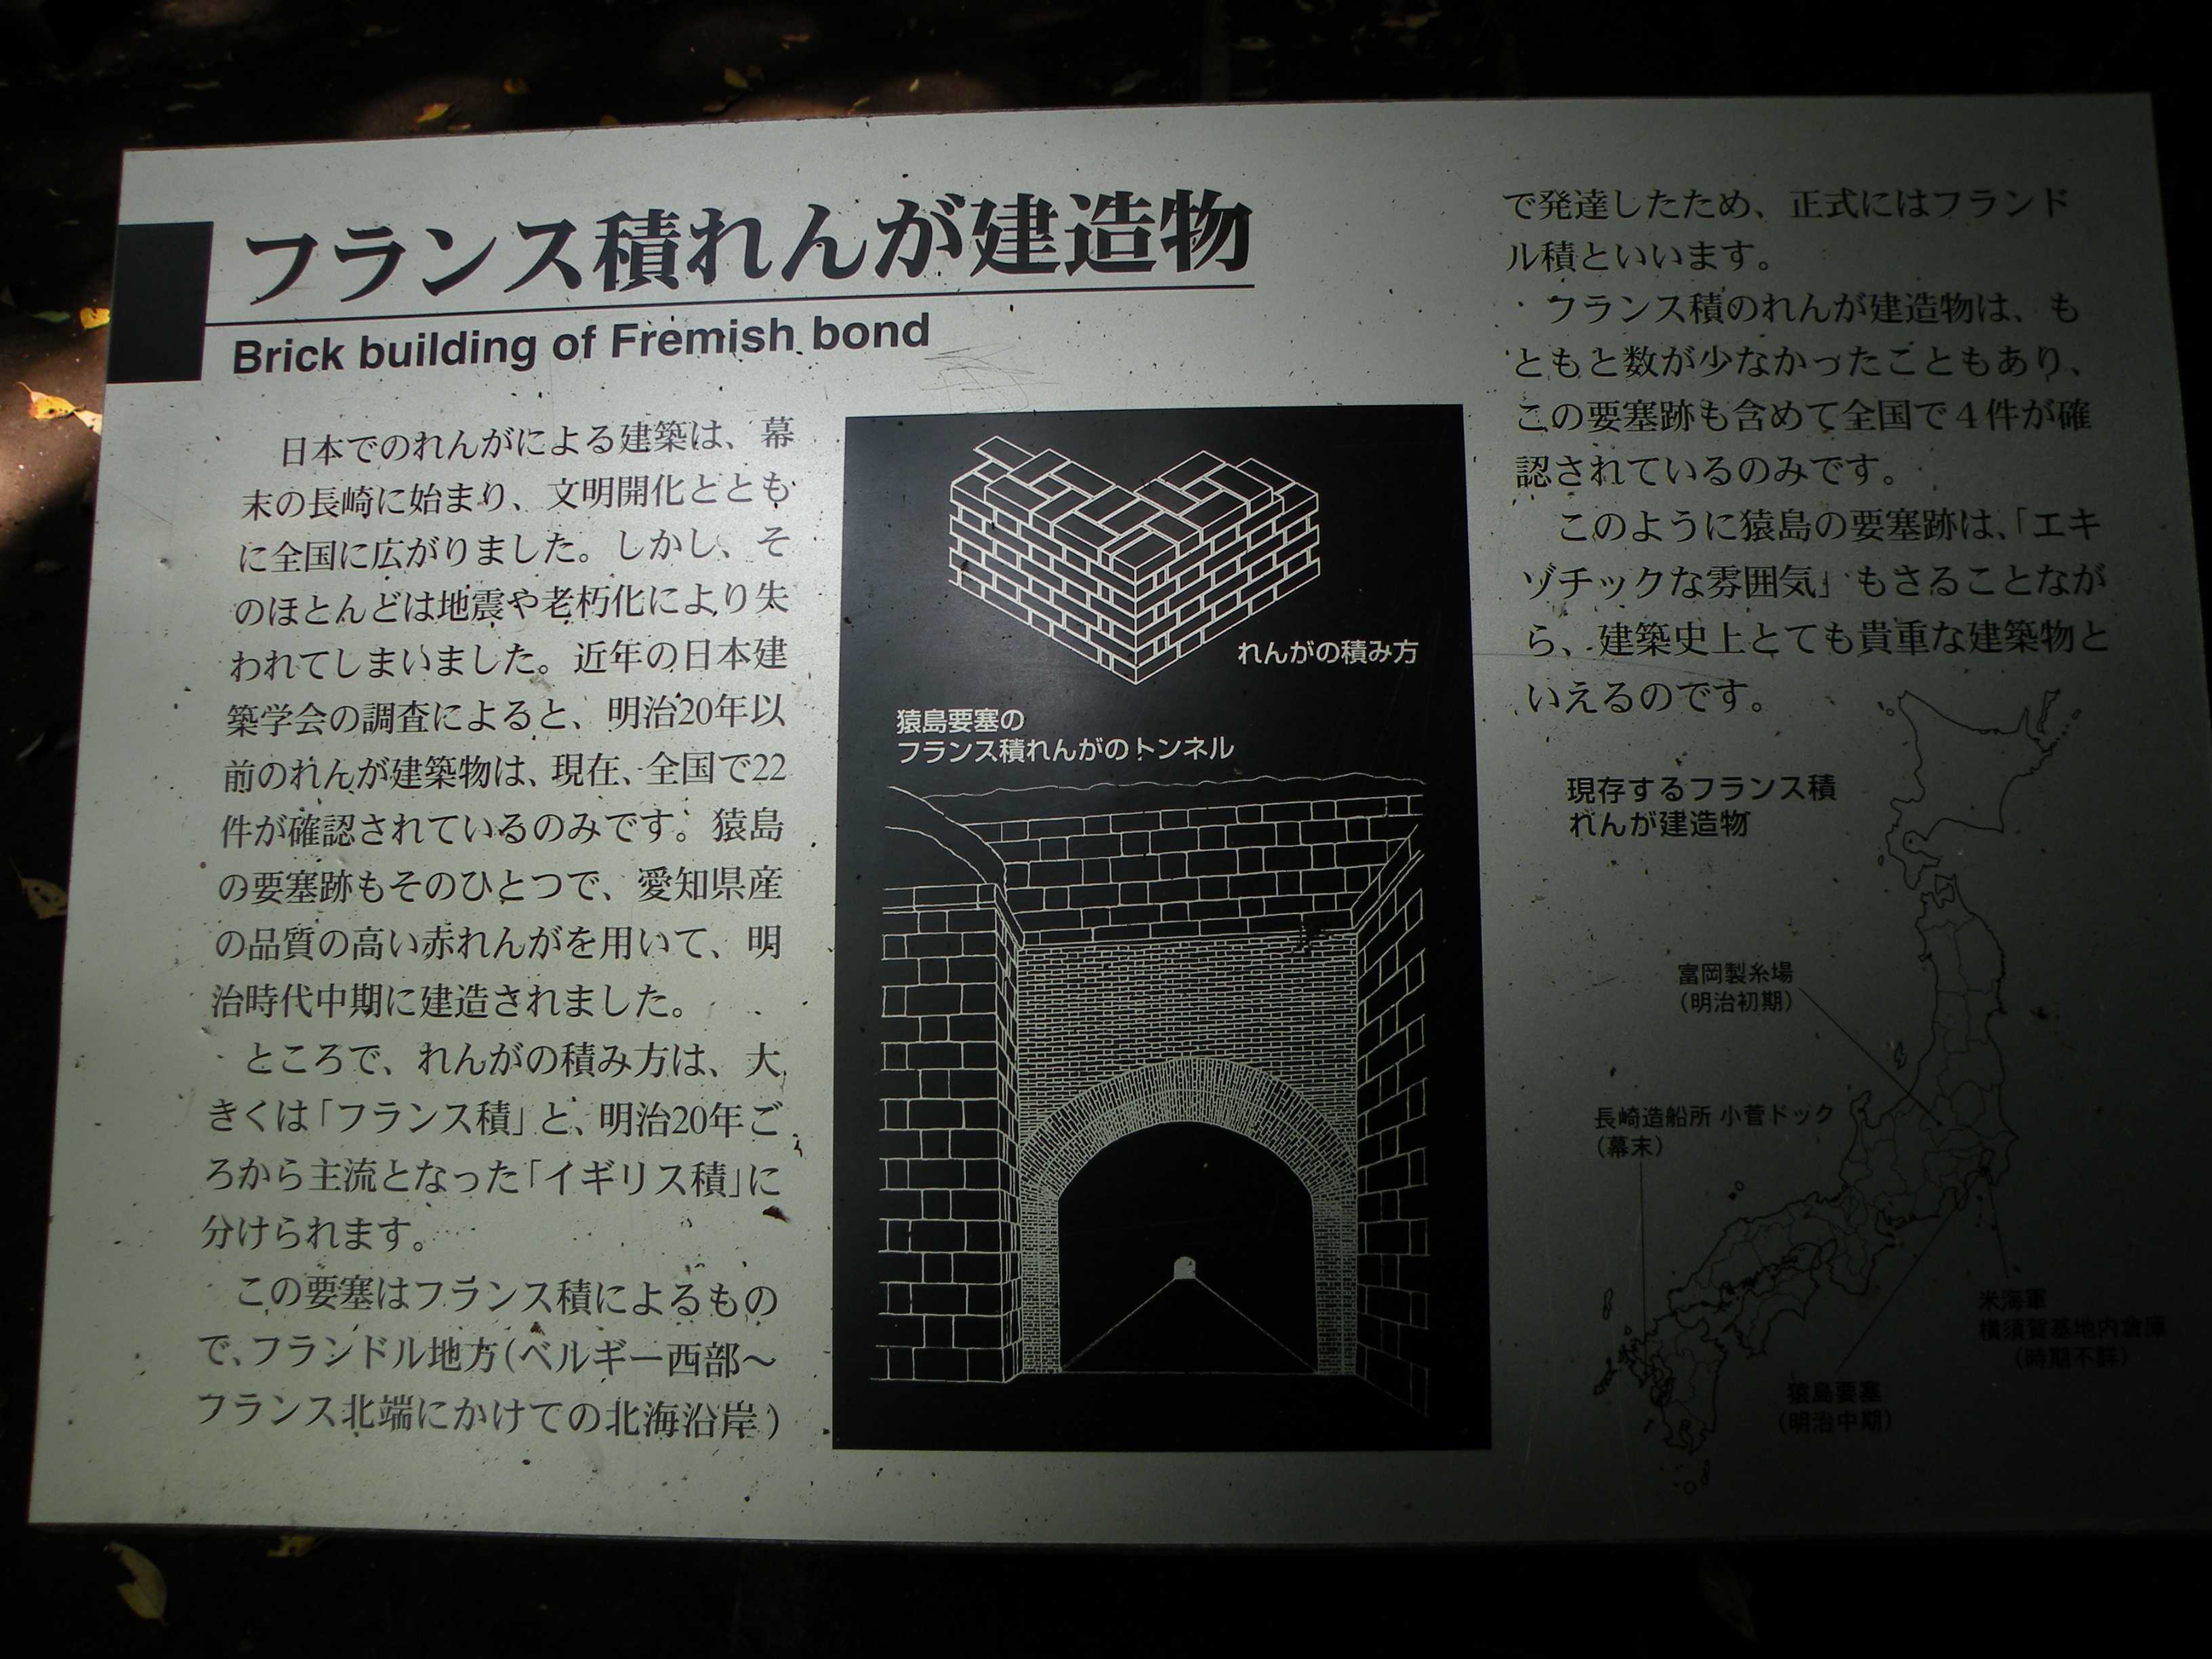 フランス積れんが建造物
Brick building of Fremish bond
日本でのれんがによる建築は、幕
末の長崎に始まり、文明開化ととも
に全国に広がりました。しかし、そ
のほとんどは地震や老朽化により失
われてしまいました。近年の日本建
築学会の調査によると、明治20年以
前のれんが建築物は、現在、全国で22
件が確認されているのみです。猿島
の要塞跡もそのひとつで、愛知県産
の品質の高い赤れんがを用いて、明
治時代中期に建造されました。
ところで、れんがの積み方は、大
きくは「フランス積」と、明治20年ご
ろから主流となった「イギリス積」に
分けられます。
この要塞はフランス積によるもの
で、フランドル地方(ベルギー西部〜
フランス北端にかけての北海沿岸)
れんがの積み方
猿島要塞の
フランス積れんがのトンネル
で発達したため、正式にはフランド
ル積といいます。
フランス積のれんが建造物は、も
ともと数が少なかったこともあり、
この要塞跡も含めて全国で4件が確
認されているのみです。
このように猿島の要塞跡は、「エキ
ゾチックな雰囲気」もさることなが
ら、建築史上とても貴重な建築物と
いえるのです。
現存するフランス積
れんが建造物
富岡製糸場
(明治初期)
長崎造船所 小菅ドック
(幕末)
米海軍
横須賀基地内倉庫
(時期不詳)
猿島要塞
(明治中期)